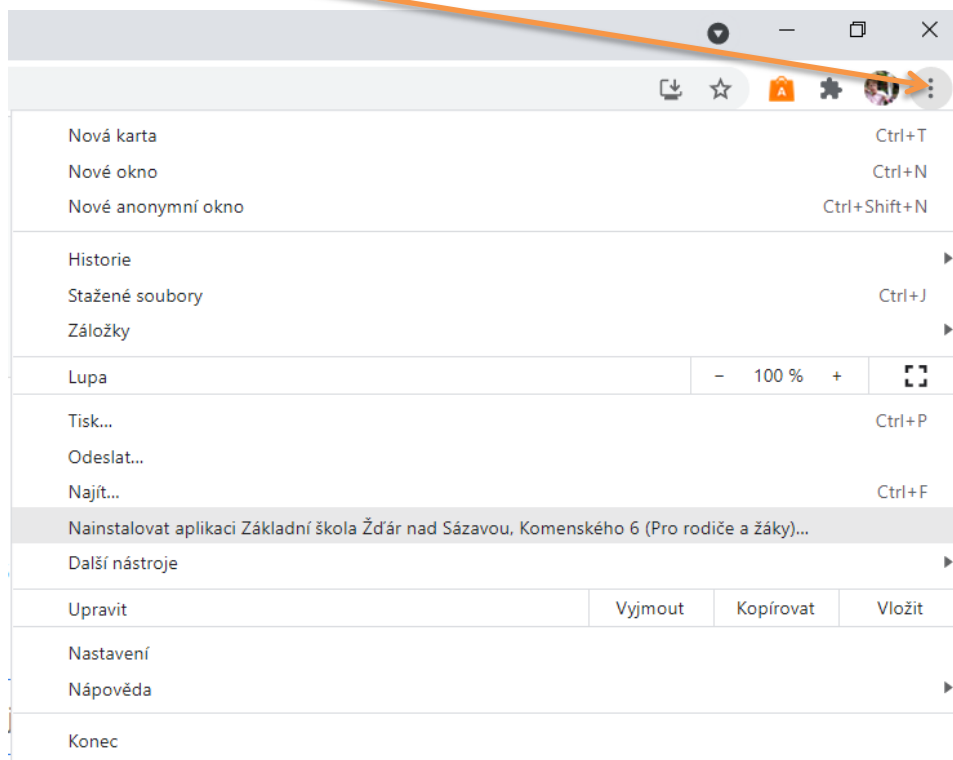 A
Nová karta Ctrl+T
Nové okno Ctrl+N
Nové anonymní okno Ctrl+Shift+N
Historie
Stažené soubory Ctrl+J
Záložky
Lupa - 100 % +
Tisk... Ctrl+P
Odeslat...
Najít... Ctrl+F
Nainstalovat aplikaci Základní škola Žďár nad Sázavou, Komenského 6 (Pro rodiče a žáky)...
Další nástroje
Upravit Vyjmout Kopírovat Vložit
Nastavení
Nápověda
Konec